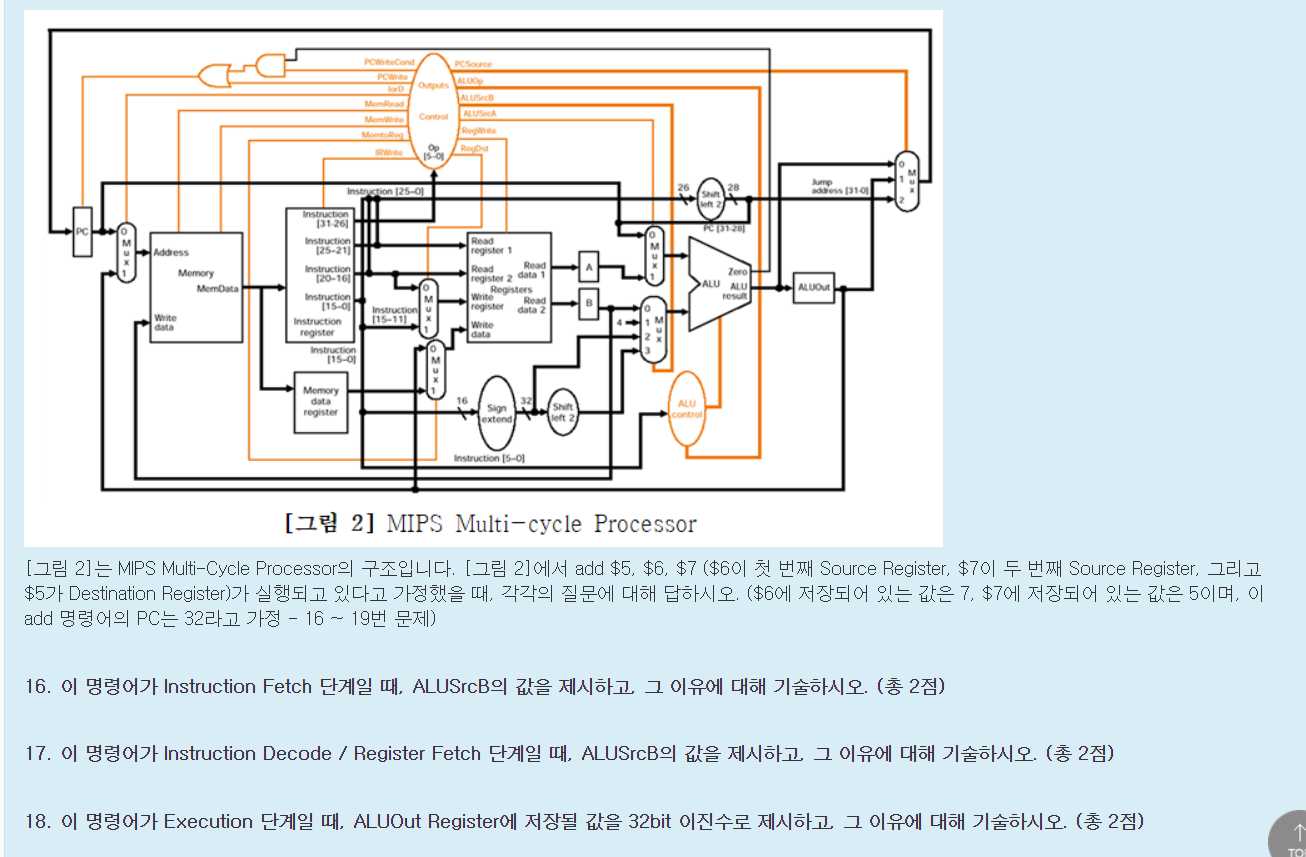 PCWriteCond
PCSource
PCWrite
ALUOp
IorD
Outputs
ALUSrcB
MemRead
ALUSrcA
MemWrite
Control
RegWrite
MemtoReg
RegDst
IRWrite
Op
[5-0]
Instruction [25-0]
26
Shift
left 2
28
Jump
address [31-0]
PC [31-28]
0
1
2
M
u
x
PC
0
M
u
x
1
Address
Memory
MemData
Write
data
Instruction
[31-26]
Instruction
[25-21]
Instruction
[20-16]
Instruction
[15-0]
Instruction
register
Instruction
[15-11]
Instruction
[15-0]
Memory
data
register
0
M
u
x
1
0
M
u
x
1
Read
register 1
Read
register 2
Registers
Write
register
Write
data
Read
data 1
Read
data 2
A
B
0
M
u
x
1
4
0
1
2
3
M
u
x
Zero
ALU
ALU
result
ALUOut
16
Sign
extend
32
Shift
left 2
ALU
control
Instruction [5-0]
[그림 2] MIPS Multi-cycle Processor
[그림 2]는 MIPS Multi-Cycle Processor의 구조입니다. [그림 2]에서 add $5, $6, $7 ($6이 첫 번째 Source Register, $7이 두 번째 Source Register, 그리고
$5가 Destination Register)가 실행되고 있다고 가정했을 때, 각각의 질문에 대해 답하시오. ($6에 저장되어 있는 값은 7, $7에 저장되어 있는 값은 5이며, 이
add 명령어의 PC는 32라고 가정 - 16 ~ 19번 문제)
16. 이 명령어가 Instruction Fetch 단계일 때, ALUSrcB의 값을 제시하고, 그 이유에 대해 기술하시오. (총 2점)
17. 이 명령어가 Instruction Decode / Register Fetch 단계일 때, ALUSrcB의 값을 제시하고, 그 이유에 대해 기술하시오. (총 2점)
18. 이 명령어가 Execution 단계일 때, ALUOut Register에 저장될 값을 32bit 이진수로 제시하고, 그 이유에 대해 기술하시오. (총 2점)